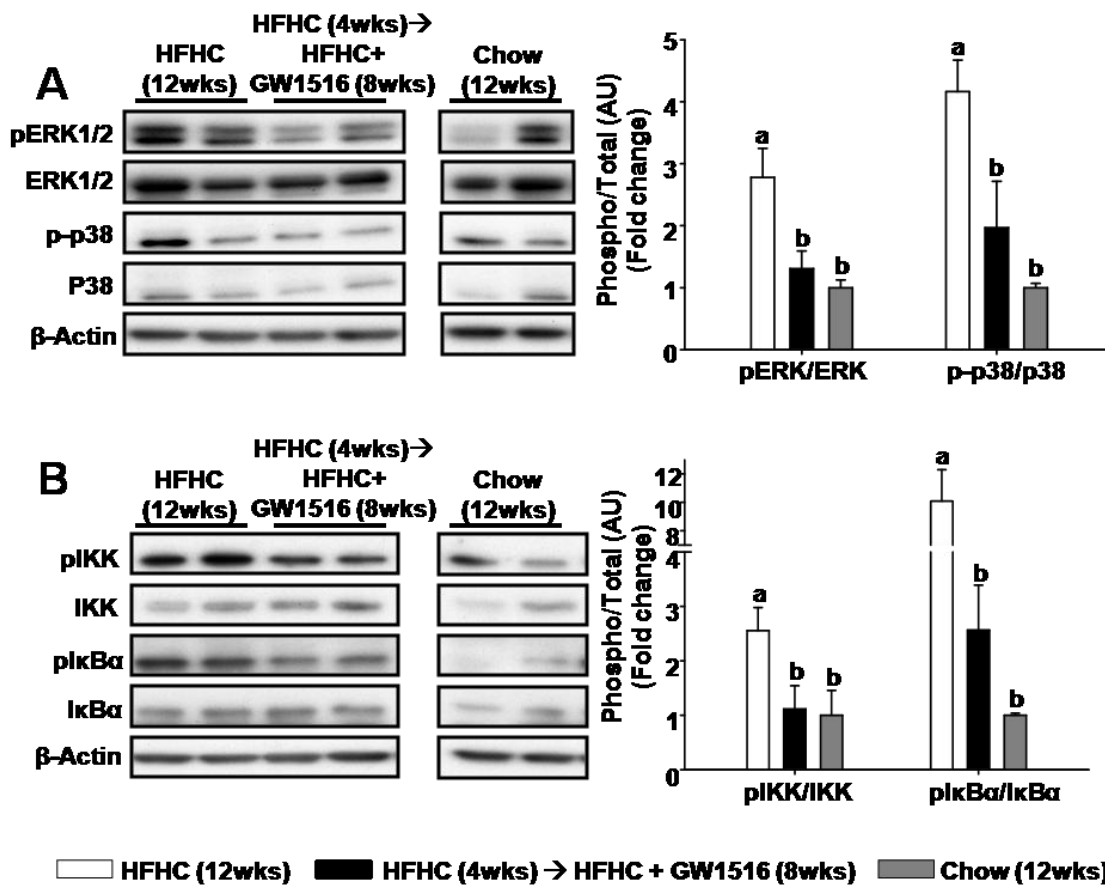 A
HFHC (4wks)→
HFHC HFHC+ Chow
(12wks) GW1516 (8wks) (12wks)
pERK1/2
ERK1/2
p-p38
P38
β-Actin
Phospho/Total (AU)
(Fold change)
5
4
3
2
1
0
a
b
b
a
b
b
pERK/ERK p-p38/p38
B
HFHC (4wks)→
HFHC HFHC+ Chow
(12wks) GW1516 (8wks) (12wks)
pIKK
IKK
pIκBα
IκBα
β-Actin
Phospho/Total (AU)
(Fold change)
12
10
8
4
2
1
0
a
b
b
a
b
b
pIKK/IKK pIκBα/IκBα
HFHC (12wks) HFHC (4wks) → HFHC + GW1516 (8wks) Chow (12wks)